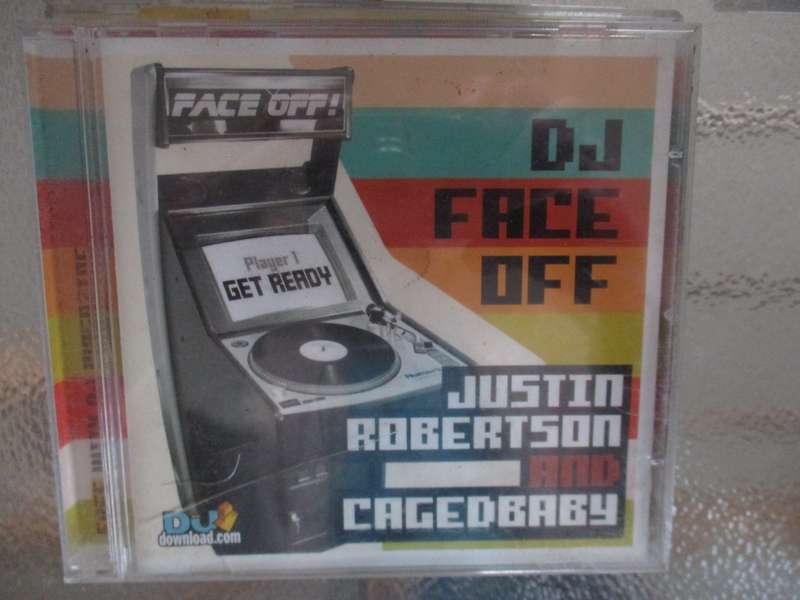 FACE OFF!
DJ
FACE
OFF
Player 1
GET READY
JUSTIN
ROBERTSON
AND
CAGEDBABY
DJ
download.com